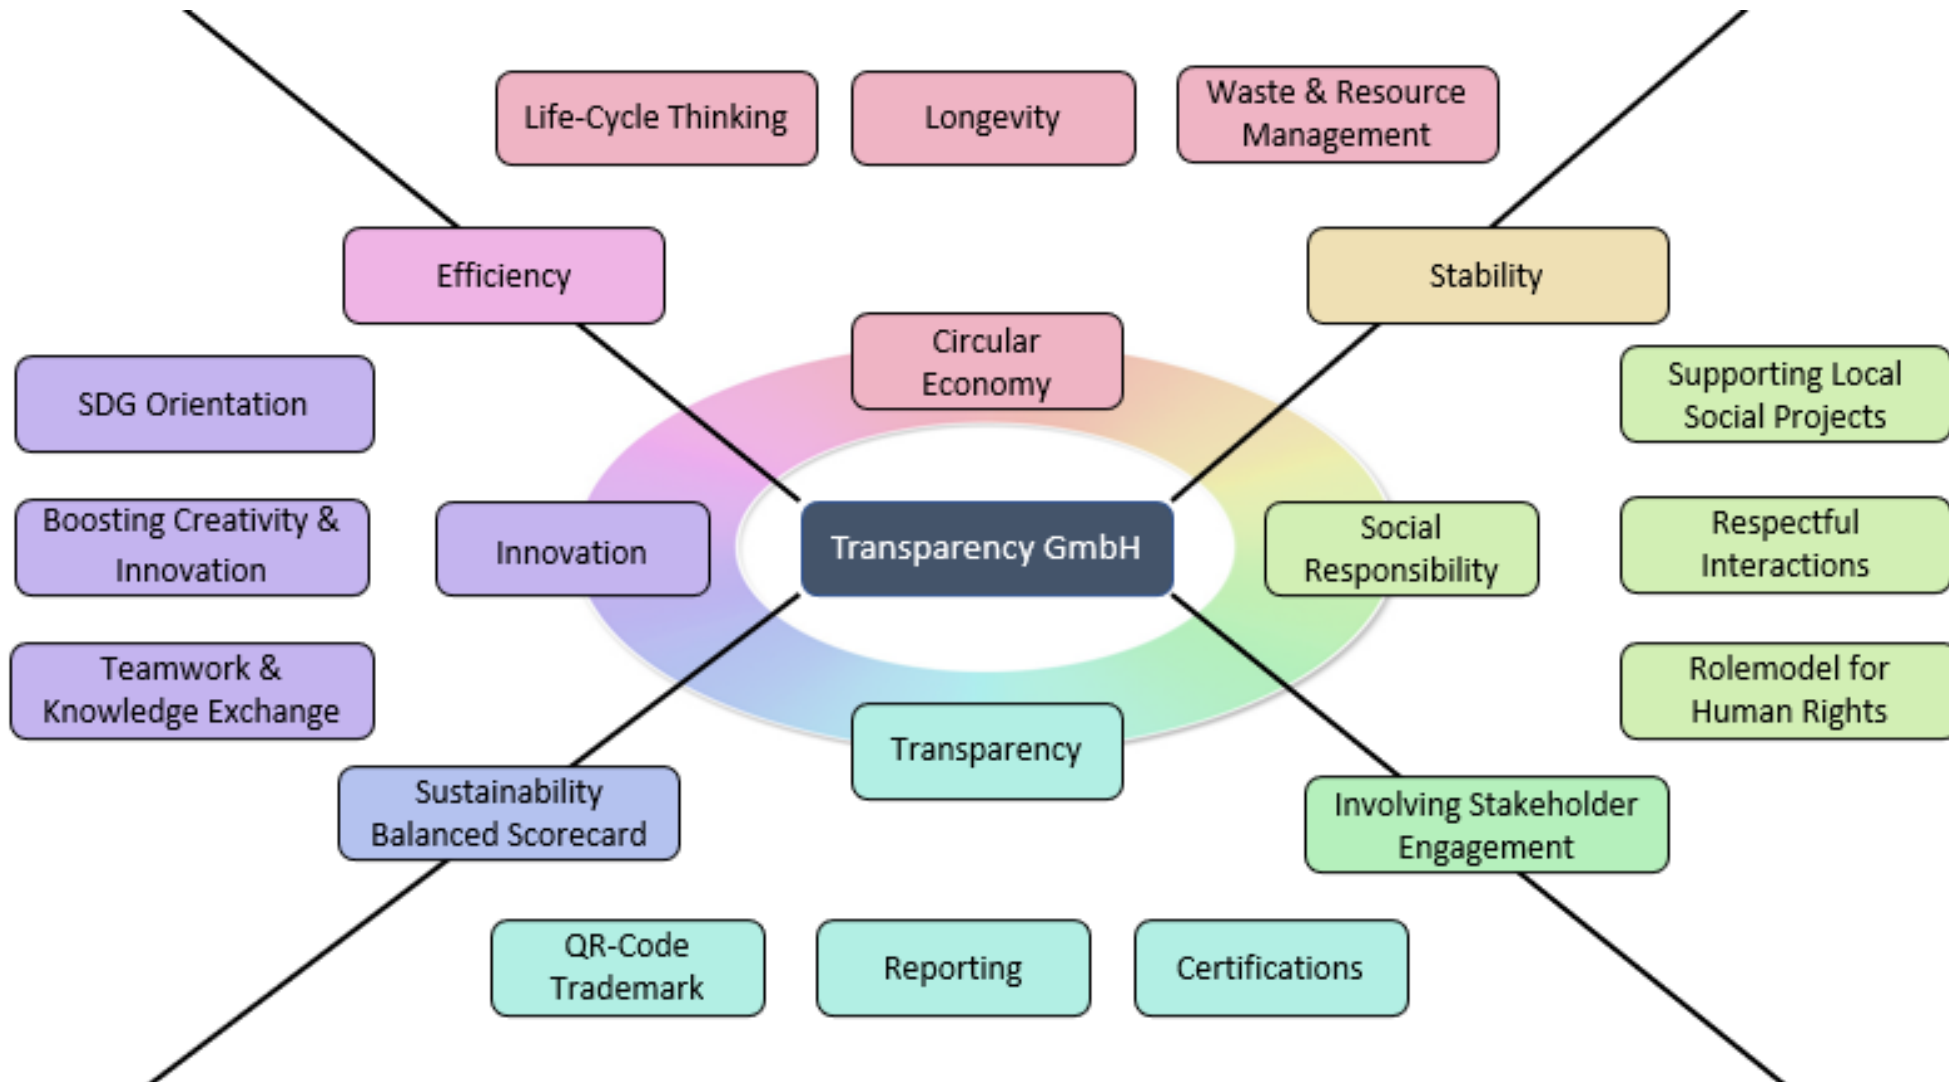 Life-Cycle Thinking
Longevity
Waste & Resource
Management
Efficiency
Stability
Circular
Economy
SDG Orientation
Supporting Local
Social Projects
Boosting Creativity &
Innovation
Innovation
Transparency GmbH
Social
Responsibility
Respectful
Interactions
Teamwork &
Knowledge Exchange
Transparency
Rolemodel for
Human Rights
Sustainability
Balanced Scorecard
Involving Stakeholder
Engagement
QR-Code
Trademark
Reporting
Certifications